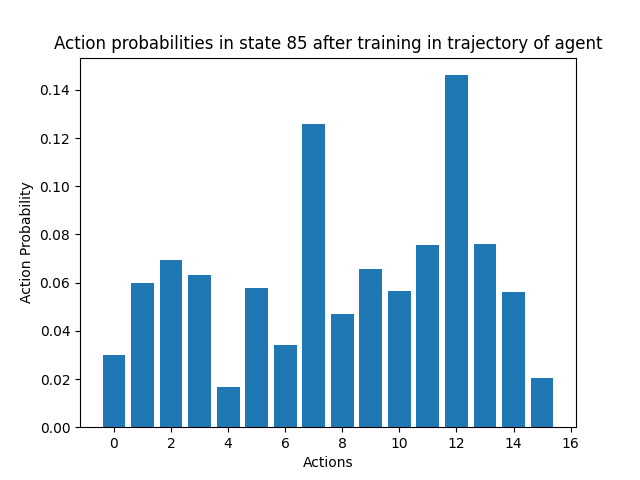 Action probabilities in state 85 after training in trajectory of agent
0.14
0.12
0.10
0.08
0.06
0.04
0.02
0.00
Action Probability
0 2 4 6 8 10 12 14 16
Actions